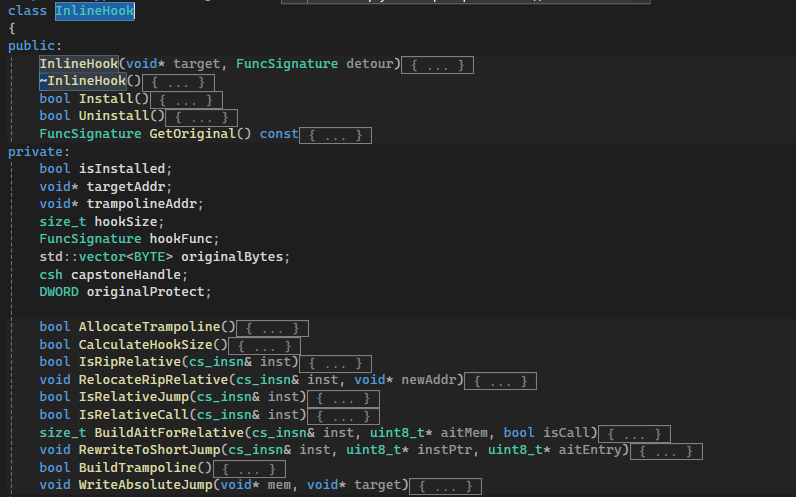 class InlineHook
{
public:
InlineHook(void* target, FuncSignature detour){ ... }
~InlineHook(){ ... }
bool Install(){ ... }
bool Uninstall(){ ... }
FuncSignature GetOriginal() const{ ... }
private:
bool isInstalled;
void* targetAddr;
void* trampolineAddr;
size_t hookSize;
FuncSignature hookFunc;
std::vector<BYTE> originalBytes;
csh capstoneHandle;
DWORD originalProtect;
bool AllocateTrampoline(){ ... }
bool CalculateHookSize(){ ... }
bool IsRipRelative(cs_insn& inst){ ... }
void RelocateRipRelative(cs_insn& inst, void* newAddr){ ... }
bool IsRelativeJump(cs_insn& inst){ ... }
bool IsRelativeCall(cs_insn& inst){ ... }
size_t BuildAitForRelative(cs_insn& inst, uint8_t* aitMem, bool isCall){ ... }
void RewriteToShortJump(cs_insn& inst, uint8_t* instPtr, uint8_t* aitEntry){ ... }
bool BuildTrampoline(){ ... }
void WriteAbsoluteJump(void* mem, void* target){ ... }